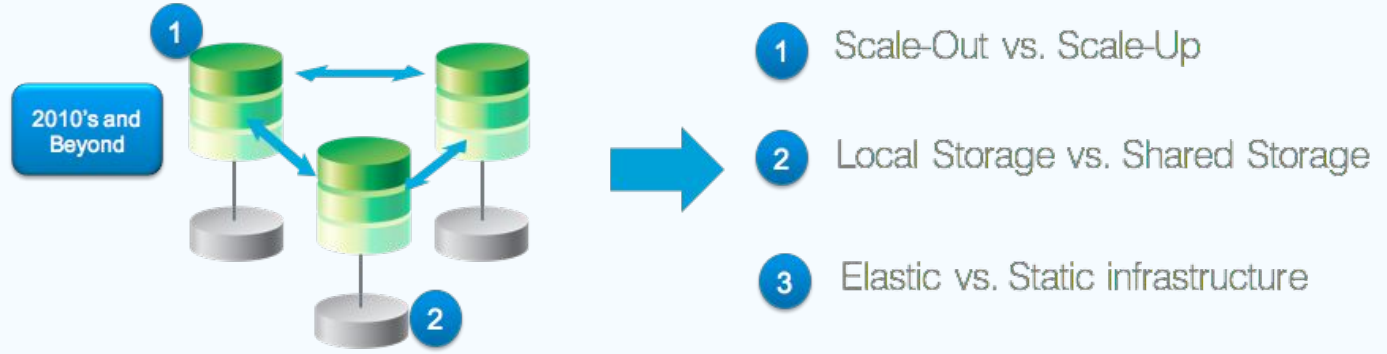 1
2010's and
Beyond
2
1 Scale-Out vs. Scale-Up
2 Local Storage vs. Shared Storage
3 Elastic vs. Static infrastructure